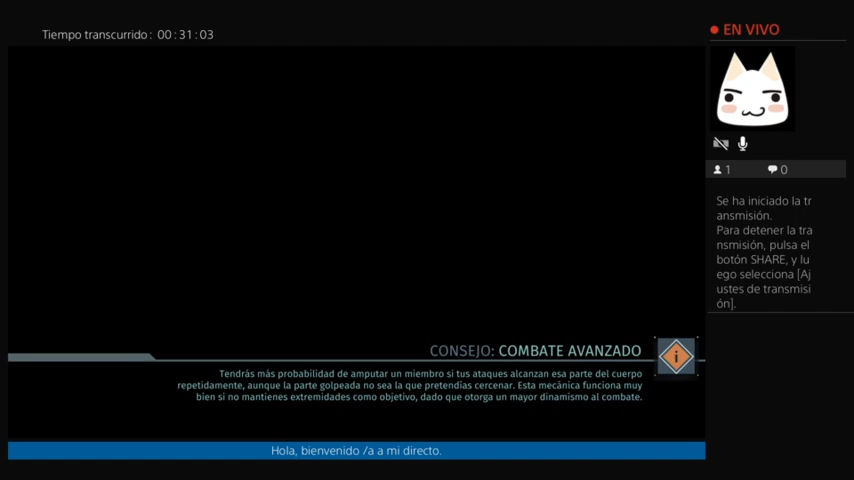 Tiempo transcurrido: 00:31:03
EN VIVO
1 0
Se ha iniciado la tr
ansmisión.
Para detener la tra
nsmisión, pulsa el
botón SHARE, y lu
ego selecciona [Aj
ustes de transmisi
ón].
CONSEJO: COMBATE AVANZADO
Tendrás más probabilidad de amputar un miembro si tus ataques alcanzan esa parte del cuerpo
repetidamente, aunque la parte golpeada no sea la que pretendías cercenar. Esta mecánica funciona muy
bien si no mantienes extremidades como objetivo, dado que otorga un mayor dinamismo al combate.
Hola, bienvenido /a a mi directo.